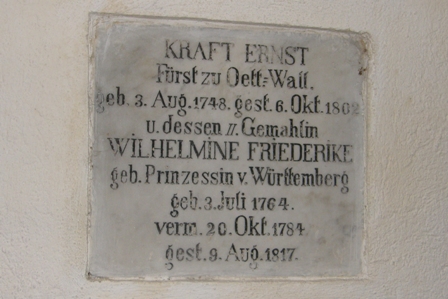 KRAFT ERNST
Fürst zu Oett.-Wall.
geb. 3. Aug. 1748. gest. 6. Okt. 1802
u. dessen II. Gemahlin
WILHELMINE FRIEDERIKE
geb. Prinzessin v. Württemberg
geb. 3. Juli 1764.
verm. 20. Okt. 1784
gest. 9. Aug. 1817.